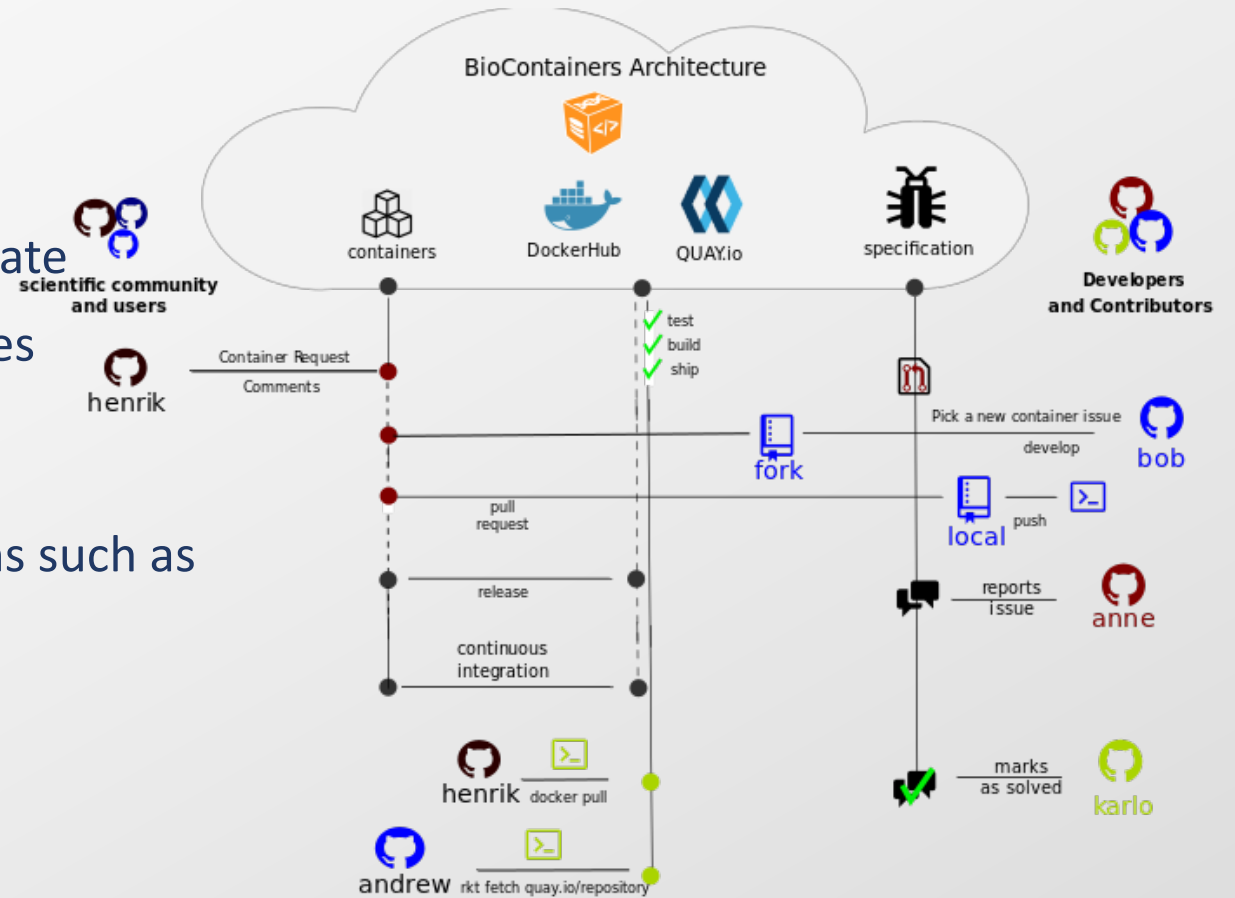 BioContainers Architecture
containers
DockerHub
QUAY.io
specification
ate
scientific community
and users
Developers
and Contributors
es
test
build
ship
Container Request
Comments
henrik
Pick a new container issue
develop
bob
fork
pull
request
local
push
ns such as
release
reports
issue
anne
continuous
integration
henrik
docker pull
marks
as solved
karlo
andrew
rkt fetch quay.io/repository